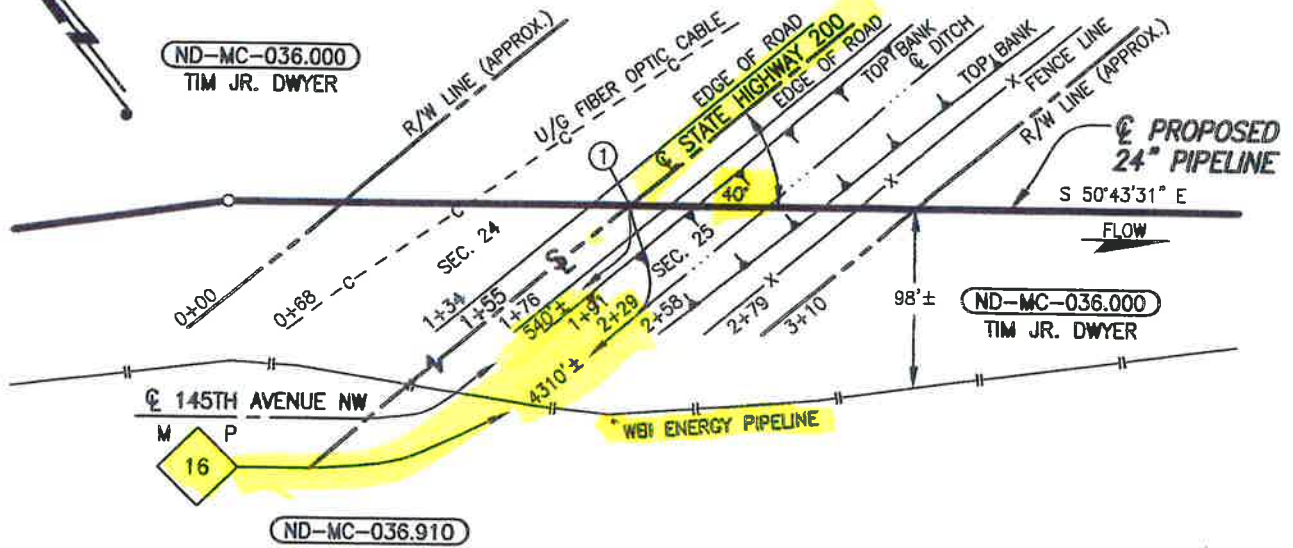 N
ND-MC-036.000
TIM JR. DWYER
R/W LINE (APPROX.)
U/G FIBER OPTIC CABLE
C
C
C
C
EDGE OF ROAD
℄ STATE HIGHWAY 200
EDGE OF ROAD
TOP BANK
℄ DITCH
TOP BANK
X FENCE LINE
R/W LINE (APPROX.)
℄ PROPOSED
24" PIPELINE
1
40°
S 50°43'31" E
FLOW
SEC. 24
SEC. 25
0+00
0+68
1+34
1+55
1+76
540'±
1+91
2+29
2+58
2+79
3+10
4310'±
98'±
ND-MC-036.000
TIM JR. DWYER
℄ 145TH AVENUE NW
M P
16
WBI ENERGY PIPELINE
ND-MC-036.910